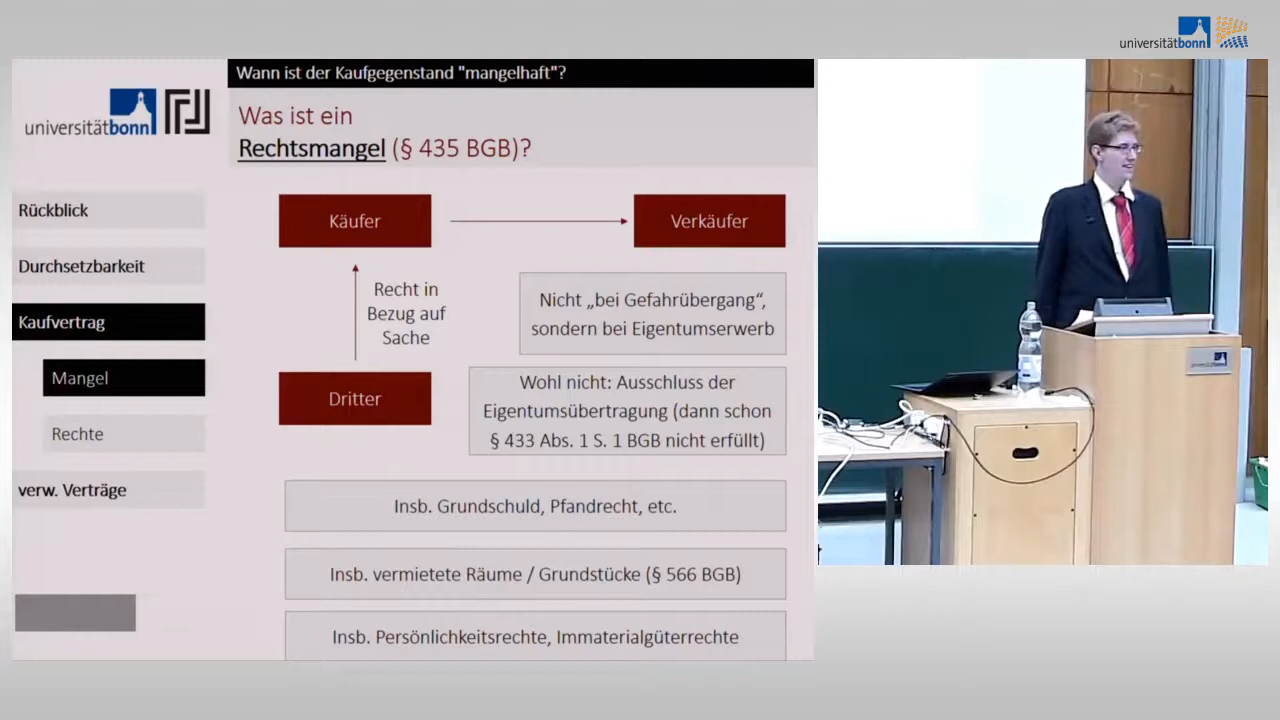 universitätbonn
Wann ist der Kaufgegenstand "mangelhaft"?
universitätbonn
Was ist ein
Rechtsmangel (§ 435 BGB)?
Rückblick
Durchsetzbarkeit
Kaufvertrag
Mangel
Rechte
verw. Verträge
Käufer
Verkäufer
Recht in
Bezug auf
Sache
Nicht „bei Gefahrübergang“,
sondern bei Eigentumserwerb
Dritter
Wohl nicht: Ausschluss der
Eigentumsübertragung (dann schon
§ 433 Abs. 1 S. 1 BGB nicht erfüllt)
Insb. Grundschuld, Pfandrecht, etc.
Insb. vermietete Räume / Grundstücke (§ 566 BGB)
Insb. Persönlichkeitsrechte, Immaterialgüterrechte